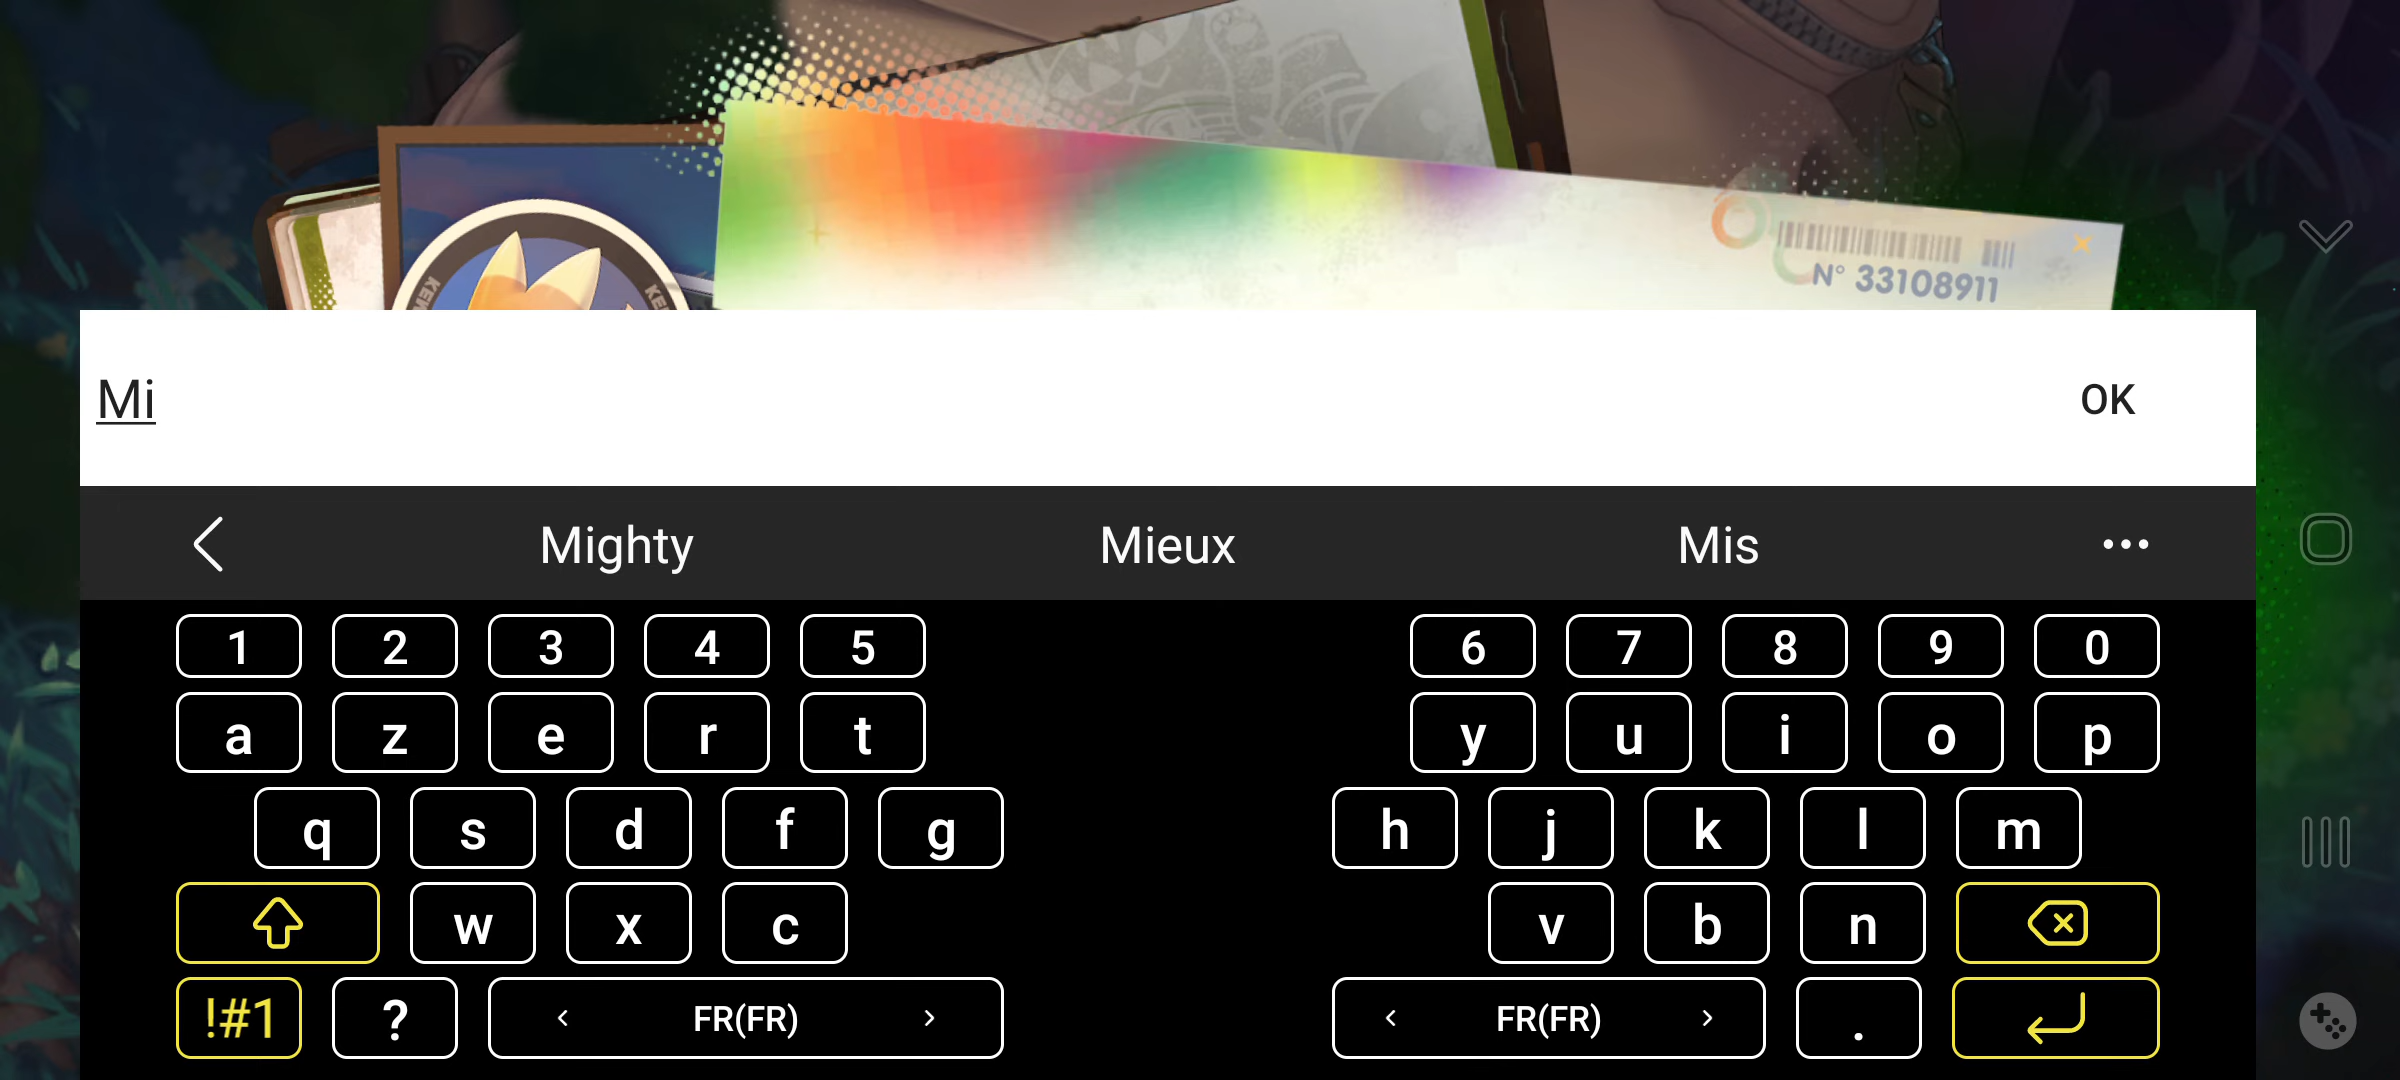 N° 33108911
Mi
OK
Mighty Mieux Mis
1 2 3 4 5 6 7 8 9 0
a z e r t y u i o p
q s d f g h j k l m
w x c v b n
!#1 ? < FR(FR) > < FR(FR) > .